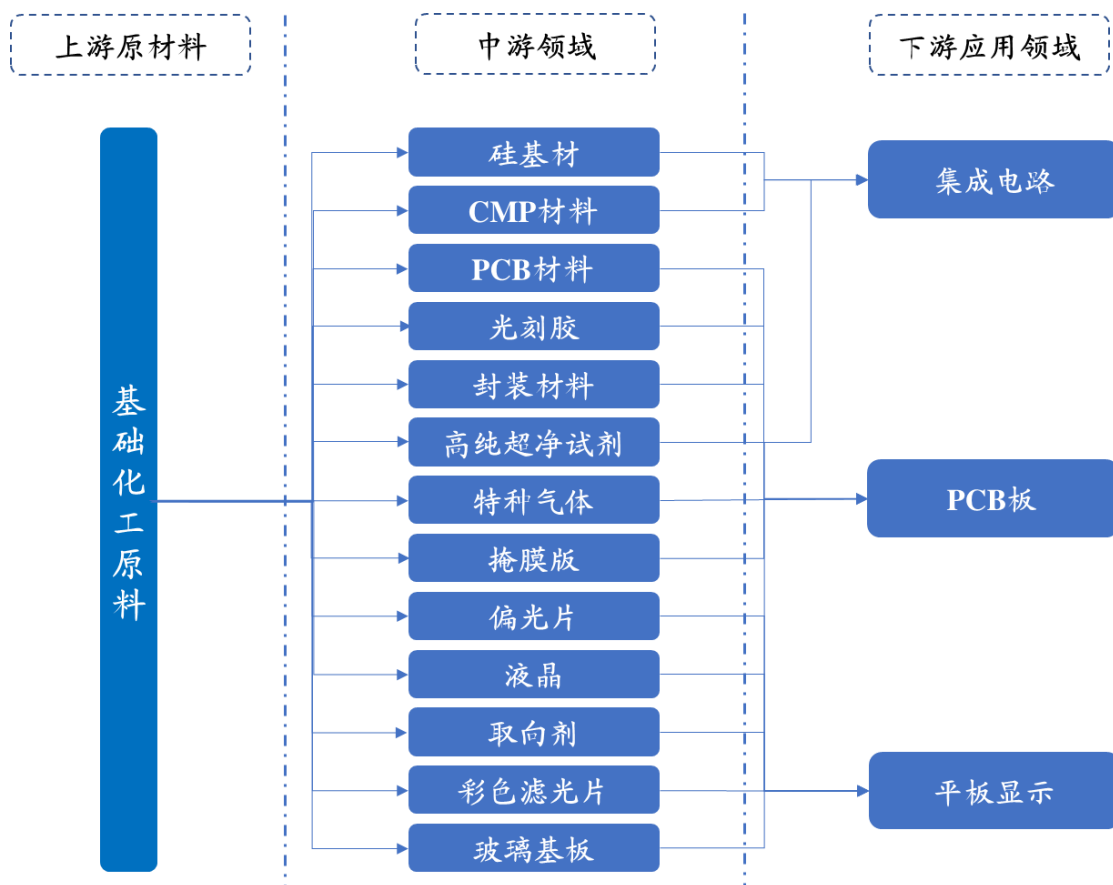 上游原材料
中游领域
下游应用领域
基础化工原料
硅基材
CMP材料
PCB材料
光刻胶
封装材料
高纯超净试剂
特种气体
掩膜版
偏光片
液晶
取向剂
彩色滤光片
玻璃基板
集成电路
PCB板
平板显示